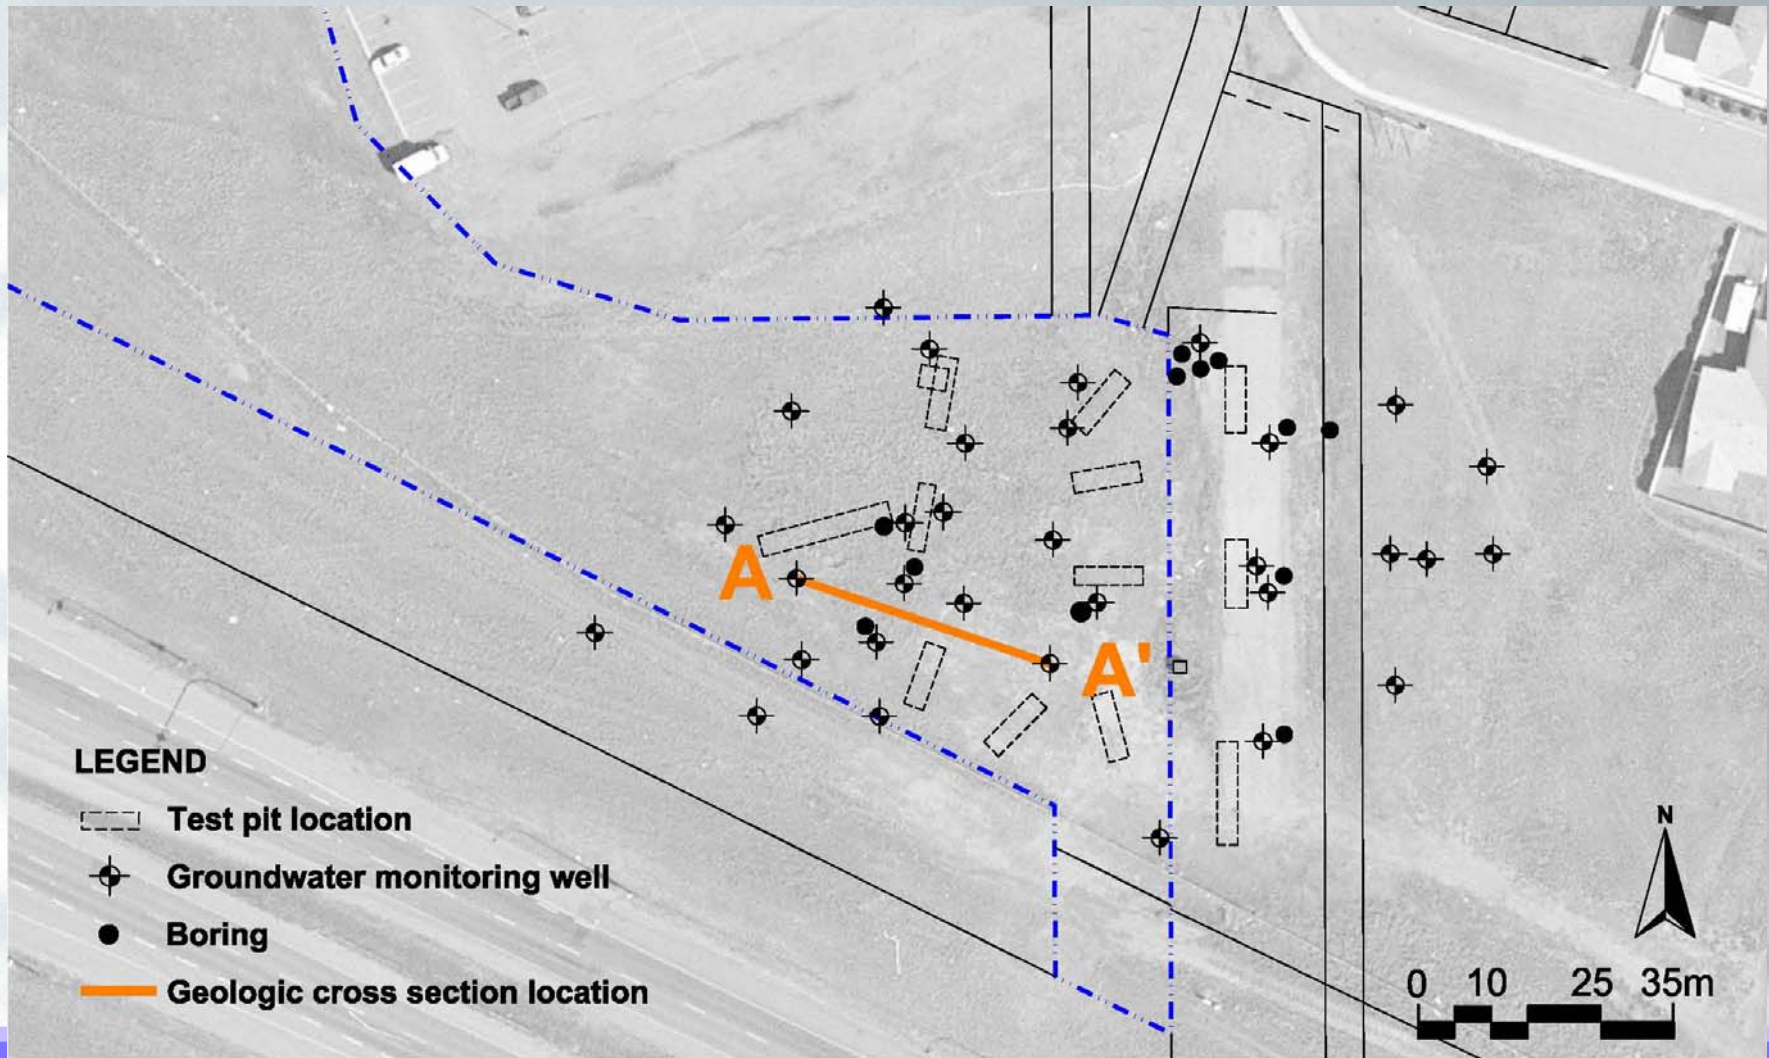 A
A'
LEGEND
Test pit location
Groundwater monitoring well
Boring
Geologic cross section location
N
0 10 25 35m